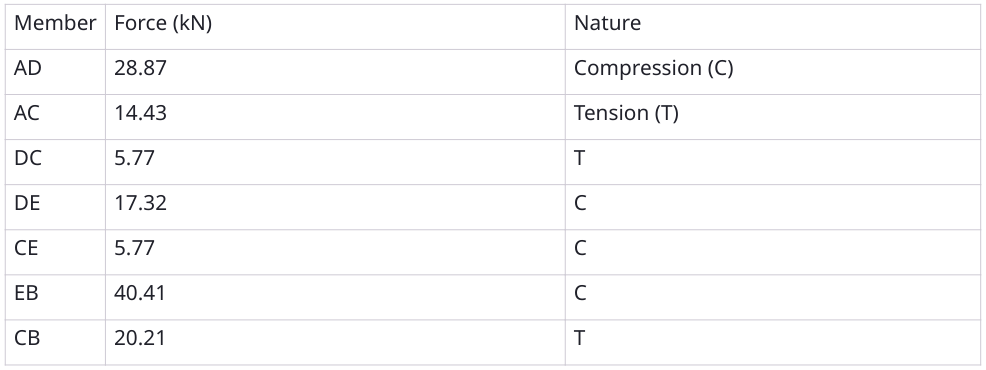 Member Force (kN) Nature
AD 28.87 Compression (C)
AC 14.43 Tension (T)
DC 5.77 T
DE 17.32 C
CE 5.77 C
EB 40.41 C
CB 20.21 T